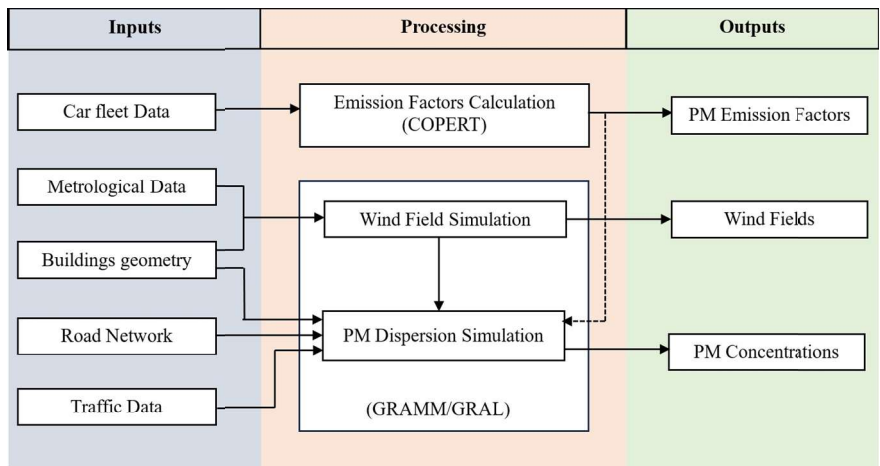 Inputs
Processing
Outputs
Car fleet Data
Emission Factors Calculation
(COPERT)
PM Emission Factors
Metrological Data
Wind Field Simulation
Wind Fields
Buildings geometry
Road Network
PM Dispersion Simulation
PM Concentrations
Traffic Data
(GRAMM/GRAL)